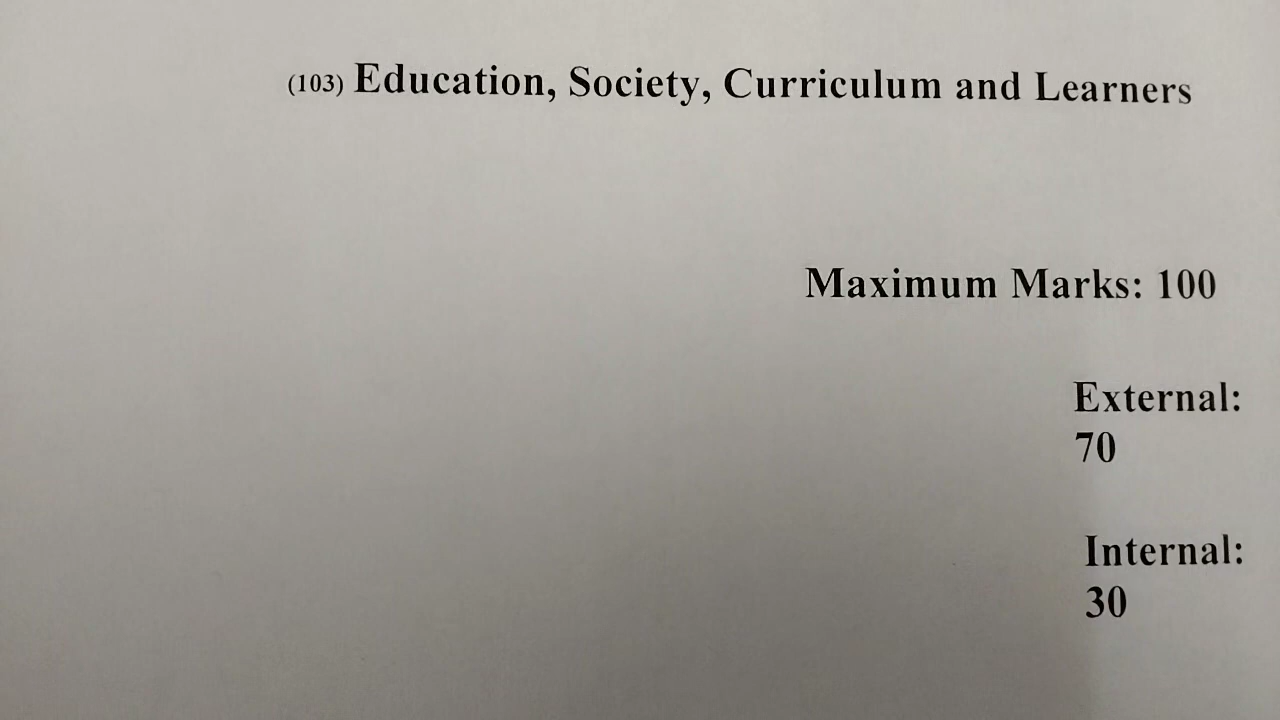 (103) Education, Society, Curriculum and Learners
Maximum Marks: 100
External:
70
Internal:
30